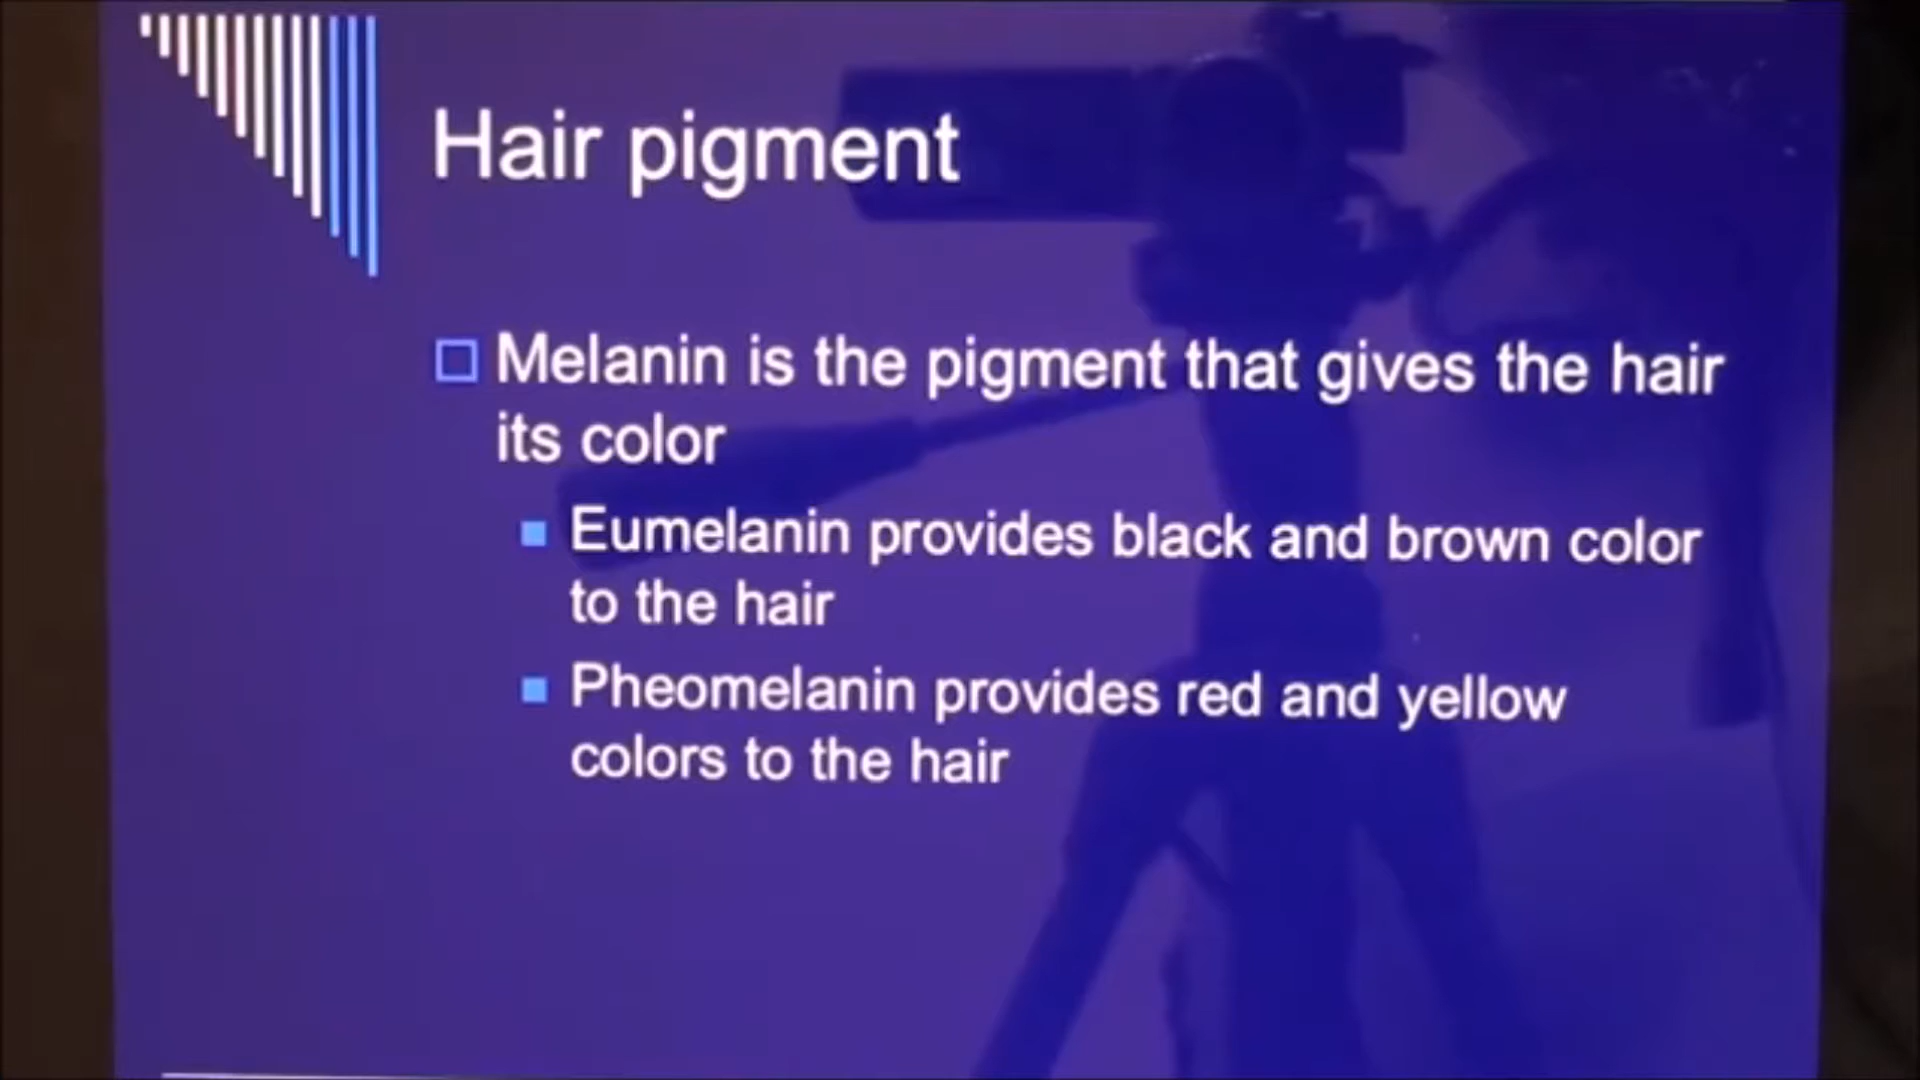 Hair pigment
Melanin is the pigment that gives the hair
its color
Eumelanin provides black and brown color
to the hair
Pheomelanin provides red and yellow
colors to the hair